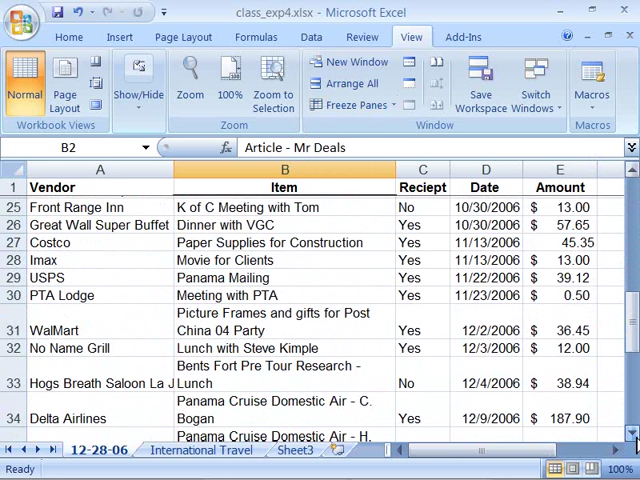 class_exp4.xlsx - Microsoft Excel
Home Insert Page Layout Formulas Data Review View Add-Ins
Normal Page Layout Show/Hide Zoom 100% Zoom to Selection New Window Arrange All Freeze Panes Save Workspace Switch Windows Macros
Workbook Views Zoom Window Macros
B2 fx Article - Mr Deals
A B C D E
1 Vendor Item Reciept Date Amount
25 Front Range Inn K of C Meeting with Tom No 10/30/2006 $ 13.00
26 Great Wall Super Buffet Dinner with VGC Yes 10/30/2006 $ 57.65
27 Costco Paper Supplies for Construction Yes 11/13/2006 45.35
28 Imax Movie for Clients Yes 11/13/2006 $ 13.00
29 USPS Panama Mailing Yes 11/22/2006 $ 39.12
30 PTA Lodge Meeting with PTA Yes 11/23/2006 $ 0.50
Picture Frames and gifts for Post
31 WalMart China 04 Party Yes 12/2/2006 $ 36.45
32 No Name Grill Lunch with Steve Kimple Yes 12/3/2006 $ 12.00
Bents Fort Pre Tour Research -
33 Hogs Breath Saloon La J Lunch No 12/4/2006 $ 38.94
Panama Cruise Domestic Air - C.
34 Delta Airlines Bogan Yes 12/9/2006 $ 187.90
Panama Cruise Domestic Air - H.
12-28-06 International Travel Sheet3
Ready 100%